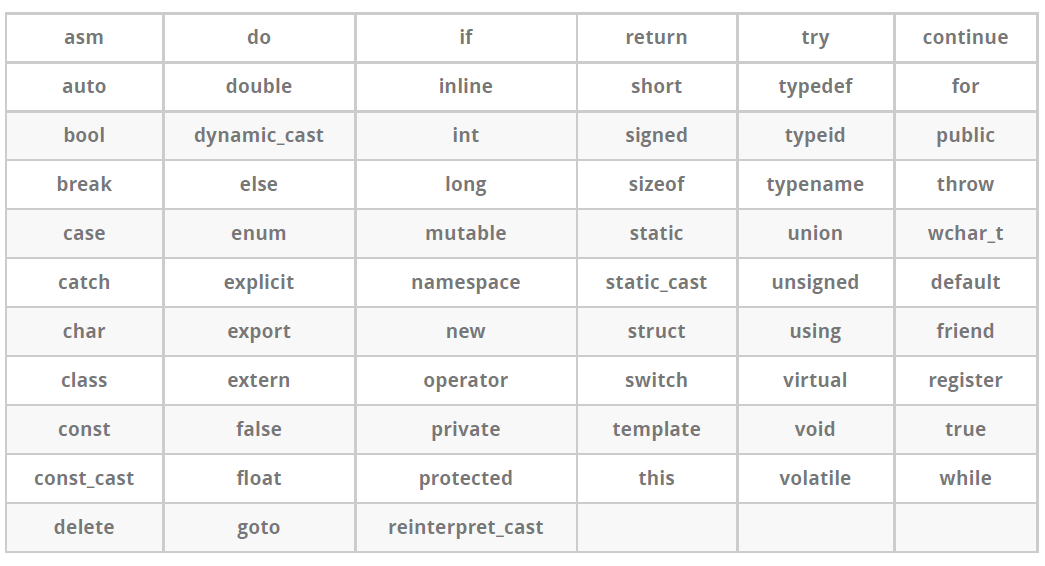 asm do if return try continue
auto double inline short typedef for
bool dynamic_cast int signed typeid public
break else long sizeof typename throw
case enum mutable static union wchar_t
catch explicit namespace static_cast unsigned default
char export new struct using friend
class extern operator switch virtual register
const false private template void true
const_cast float protected this volatile while
delete goto reinterpret_cast